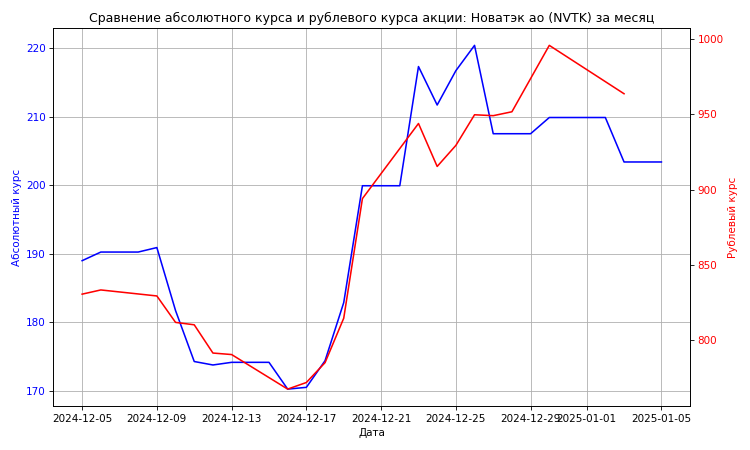 Сравнение абсолютного курса и рублевого курса акции: Новатэк ао (NVTK) за месяц
220
210
200
190
180
170
Абсолютный курс
1000
950
900
850
800
Рублевый курс
2024-12-05 2024-12-09 2024-12-13 2024-12-17 2024-12-21 2024-12-25 2024-12-29 2025-01-01 2025-01-05
Дата